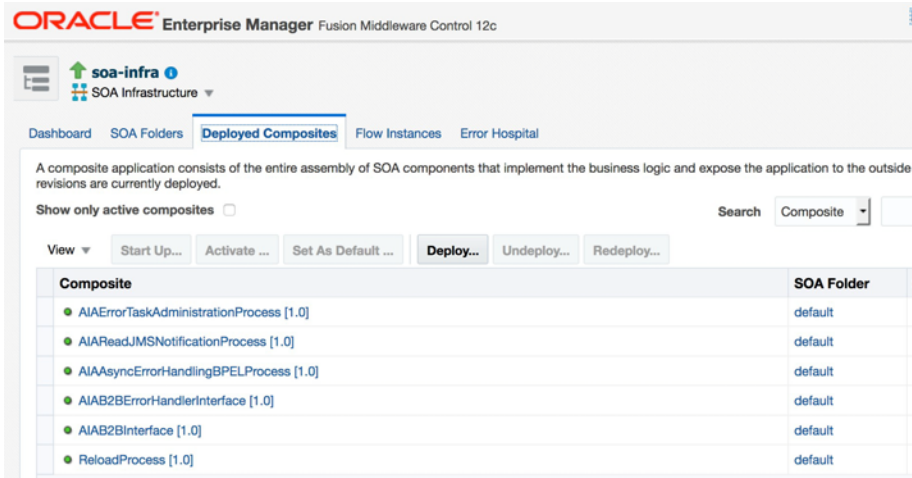 ORACLE Enterprise Manager Fusion Middleware Control 12c
soa-infra
SOA Infrastructure
Dashboard SOA Folders Deployed Composites Flow Instances Error Hospital
A composite application consists of the entire assembly of SOA components that implement the business logic and expose the application to the outside
revisions are currently deployed.
Show only active composites Search Composite
View Start Up... Activate ... Set As Default ... Deploy... Undeploy... Redeploy...
Composite SOA Folder
AIAErrorTaskAdministrationProcess [1.0] default
AIAReadJMSNotificationProcess [1.0] default
AIAAsyncErrorHandlingBPELProcess [1.0] default
AIAB2BErrorHandlerInterface [1.0] default
AIAB2BInterface [1.0] default
ReloadProcess [1.0] default